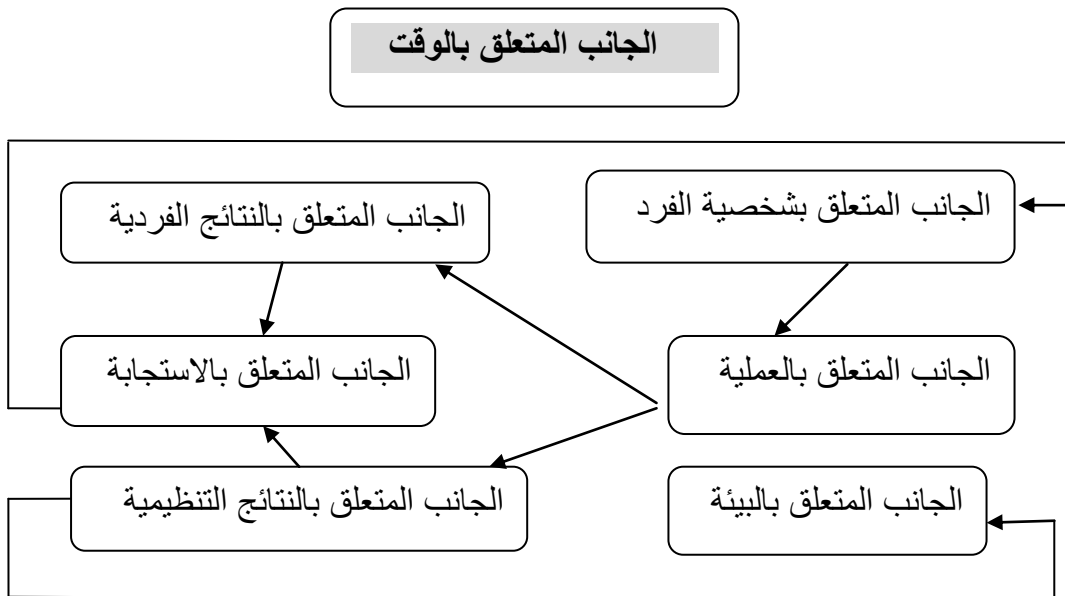 الجانب المتعلق بالوقت
الجانب المتعلق بشخصية الفرد
الجانب المتعلق بالنتائج الفردية
الجانب المتعلق بالعملية
الجانب المتعلق بالاستجابة
الجانب المتعلق بالبيئة
الجانب المتعلق بالنتائج التنظيمية